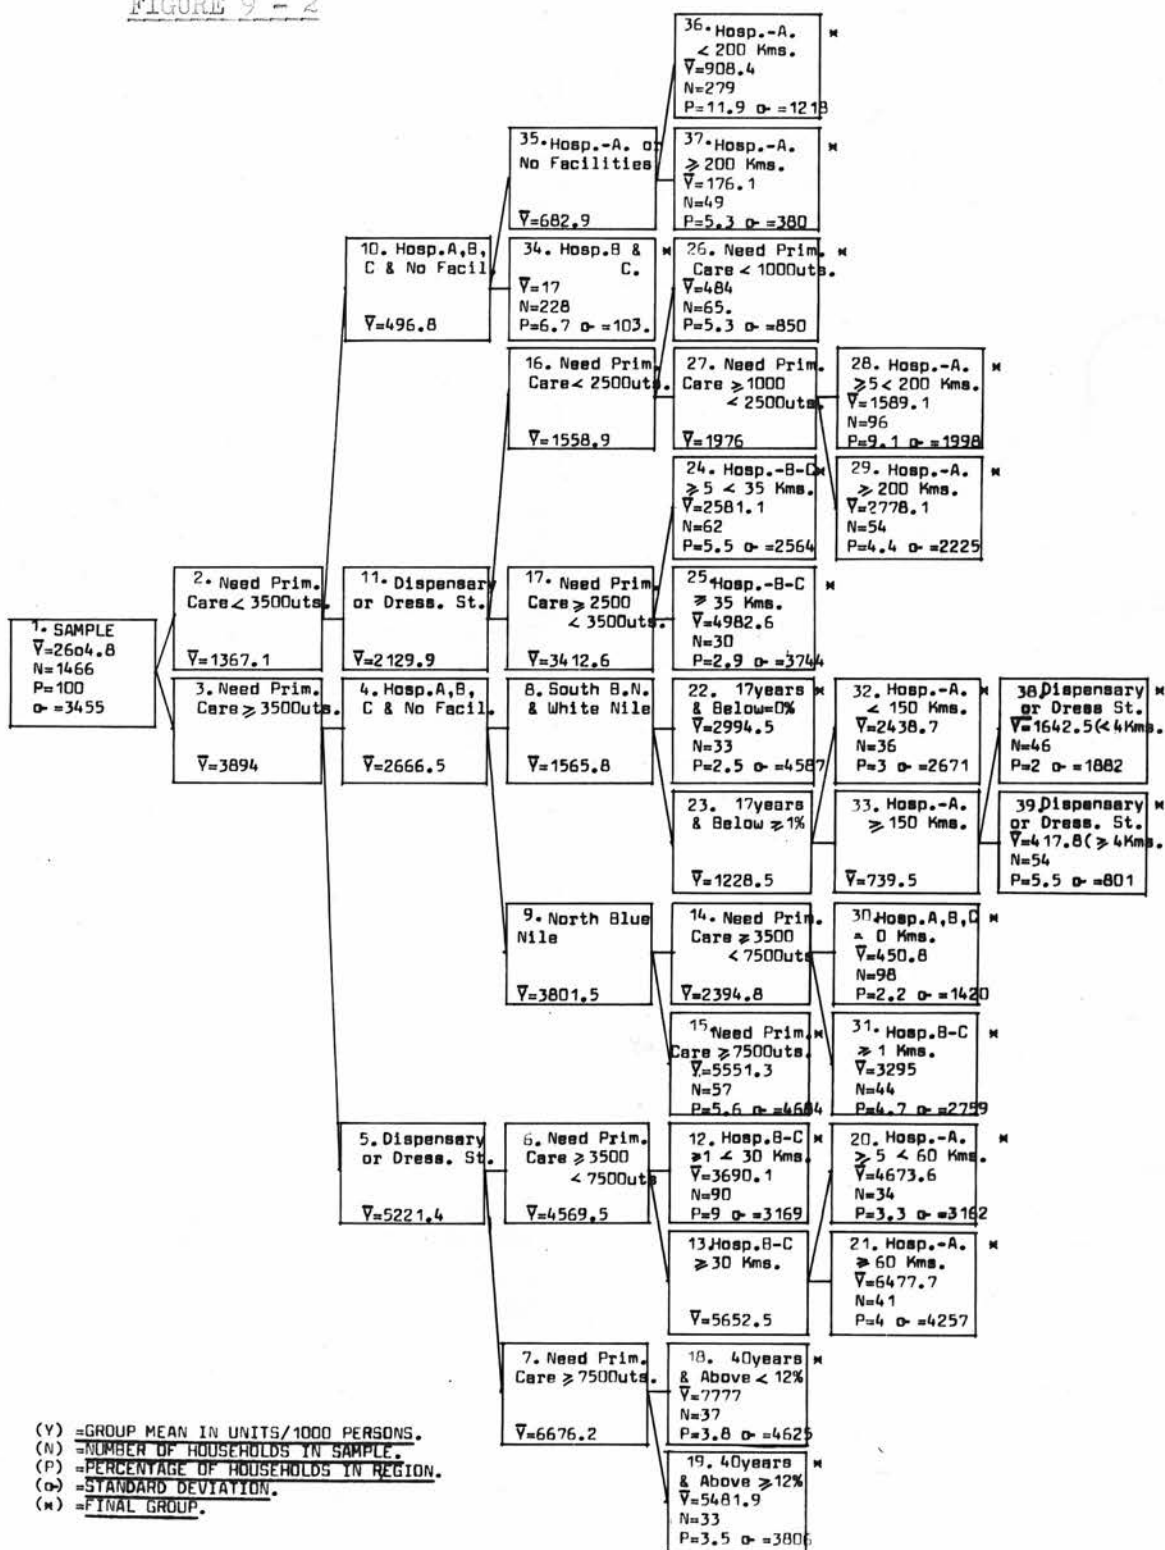 FIGURE 9 - 2
36. Hosp.-A. *
< 200 Kms.
Ȳ=908.4
N=279
P=11.9 σ =1218
35. Hosp.-A. or
No Facilities
Ȳ=682.9
37. Hosp.-A. *
≥ 200 Kms.
Ȳ=176.1
N=49
P=5.3 σ =380
10. Hosp.A,B,
C & No Facil.
Ȳ=496.8
34. Hosp.B & *
C.
Ȳ=17
N=228
P=6.7 σ =103.
26. Need Prim. *
Care < 1000uts.
Ȳ=484
N=65.
P=5.3 σ =850
16. Need Prim.
Care < 2500uts.
Ȳ=1558.9
27. Need Prim.
Care ≥ 1000
< 2500uts.
Ȳ=1976
28. Hosp.-A. *
≥5 < 200 Kms.
Ȳ=1589.1
N=96
P=9.1 σ =1998
24. Hosp.-B-C *
≥ 5 < 35 Kms.
Ȳ=2581.1
N=62
P=5.5 σ =2564
29. Hosp.-A. *
≥ 200 Kms.
Ȳ=2778.1
N=54
P=4.4 σ =2225
1. SAMPLE
Ȳ=2604.8
N=1466
P=100
σ =3455
2. Need Prim.
Care < 3500uts.
Ȳ=1367.1
11. Dispensary
or Dress. St.
Ȳ=2129.9
17. Need Prim.
Care ≥ 2500
< 3500uts.
Ȳ=3412.6
25 Hosp.-B-C *
≥ 35 Kms.
Ȳ=4982.6
N=30
P=2.9 σ =3744
3. Need Prim.
Care ≥ 3500uts.
Ȳ=3894
4. Hosp.A,B,
C & No Facil.
Ȳ=2666.5
8. South B.N.
& White Nile
Ȳ=1565.8
22. 17years *
& Below=0%
Ȳ=2994.5
N=33
P=2.5 σ =4587
32. Hosp.-A. *
< 150 Kms.
Ȳ=2438.7
N=36
P=3 σ =2671
38. Dispensary *
or Dress St.
Ȳ=1642.5(<4Kms.
N=46
P=2 σ =1882
23. 17years
& Below ≥1%
Ȳ=1228.5
33. Hosp.-A.
≥ 150 Kms.
Ȳ=739.5
39. Dispensary *
or Dress. St.
Ȳ=417.8(≥4Kms.
N=54
P=5.5 σ =801
9. North Blue
Nile
Ȳ=3801.5
14. Need Prim.
Care ≥3500
<7500uts
Ȳ=2394.8
30. Hosp.A,B,C *
= 0 Kms.
Ȳ=450.8
N=98
P=2.2 σ =1420
15 Need Prim. *
Care ≥7500uts.
Ȳ=5551.3
N=57
P=5.6 σ =4684
31. Hosp.B-C *
≥ 1 Kms.
Ȳ=3295
N=44
P=4.7 σ =2759
5. Dispensary
or Dress. St.
Ȳ=5221.4
6. Need Prim.
Care ≥3500
< 7500uts
Ȳ=4569.5
12. Hosp.B-C *
≥1 < 30 Kms.
Ȳ=3690.1
N=90
P=9 σ =3169
20. Hosp.-A. *
≥ 5 < 60 Kms.
Ȳ=4673.6
N=34
P=3.3 σ =3162
13. Hosp.B-C
≥30 Kms.
Ȳ=5652.5
21. Hosp.-A. *
≥ 60 Kms.
Ȳ=6477.7
N=41
P=4 σ =4257
7. Need Prim.
Care ≥7500uts.
Ȳ=6676.2
18. 40years *
& Above < 12%
Ȳ=7777
N=37
P=3.8 σ =4625
19. 40years *
& Above ≥12%
Ȳ=5481.9
N=33
P=3.5 σ =3806
(Y) =GROUP MEAN IN UNITS/1000 PERSONS.
(N) =NUMBER OF HOUSEHOLDS IN SAMPLE.
(P) =PERCENTAGE OF HOUSEHOLDS IN REGION.
(σ) =STANDARD DEVIATION.
(*) =FINAL GROUP.